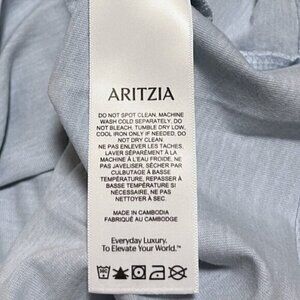 ARITZIA
DO NOT SPOT CLEAN, MACHINE
WASH COLD SEPARATELY, DO
NOT BLEACH, TUMBLE DRY LOW,
COOL IRON ONLY IF NEEDED, DO
NOT DRY CLEAN
NE PAS ENLEVER LES TACHES,
LAVER SÉPARÉMENT À LA
MACHINE À L'EAU FROIDE, NE
PAS JAVELISER, SÉCHER PAR
CULBUTAGE À BASSE
TEMPÉRATURE, REPASSER À
BASSE TEMPÉRATURE SI
NÉCESSAIRE, NE PAS
NETTOYER À SEC.
MADE IN CAMBODIA
FABRIQUÉ AU CAMBODGE
Everyday Luxury.
To Elevate Your World.™